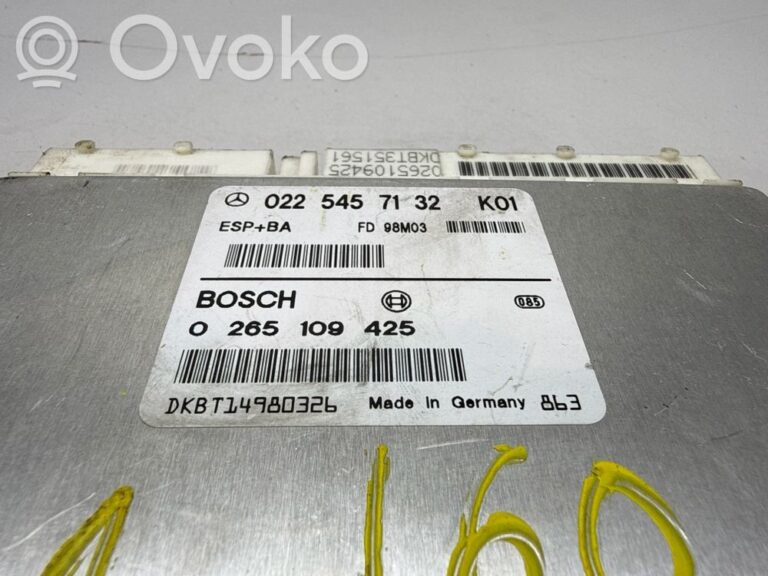 Ovoko
0265109425
DKBT351561
022 545 71 32 K01
ESP+BA FD 98M03
BOSCH 085
0 265 109 425
DKBT14980326 Made in Germany 863
A 160